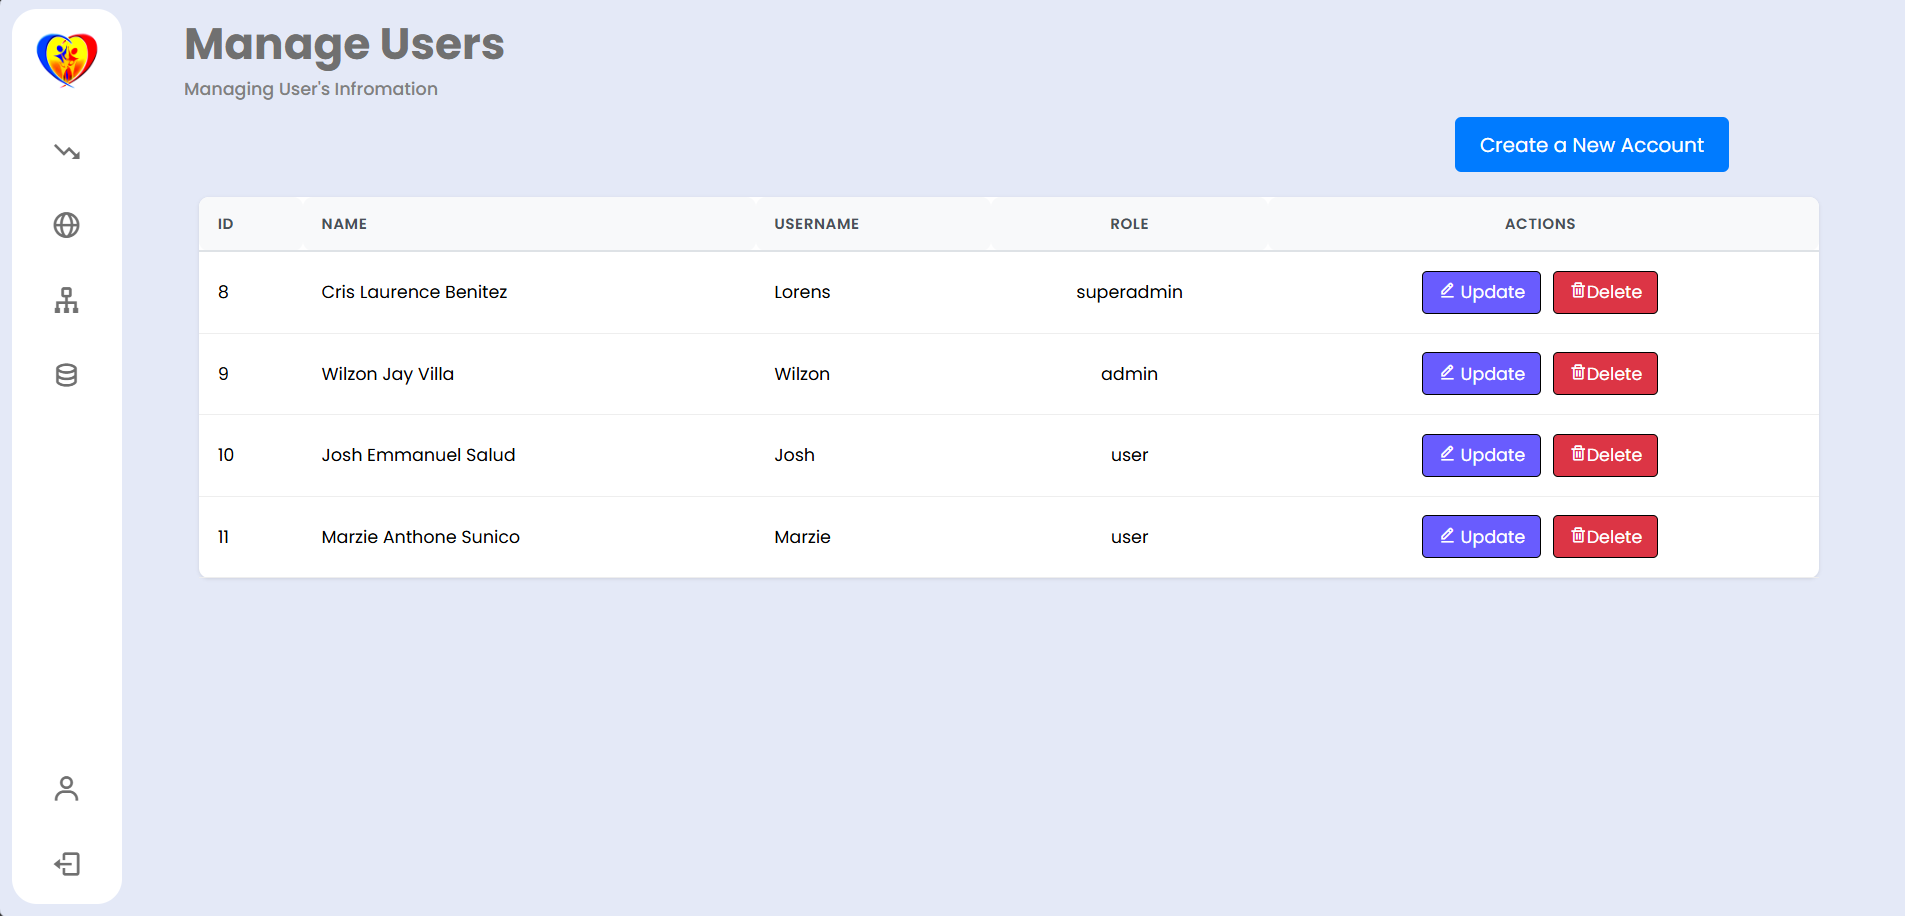 Manage Users
Managing User's Infromation
Create a New Account
ID NAME USERNAME ROLE ACTIONS
8 Cris Laurence Benitez Lorens superadmin Update Delete
9 Wilzon Jay Villa Wilzon admin Update Delete
10 Josh Emmanuel Salud Josh user Update Delete
11 Marzie Anthone Sunico Marzie user Update Delete